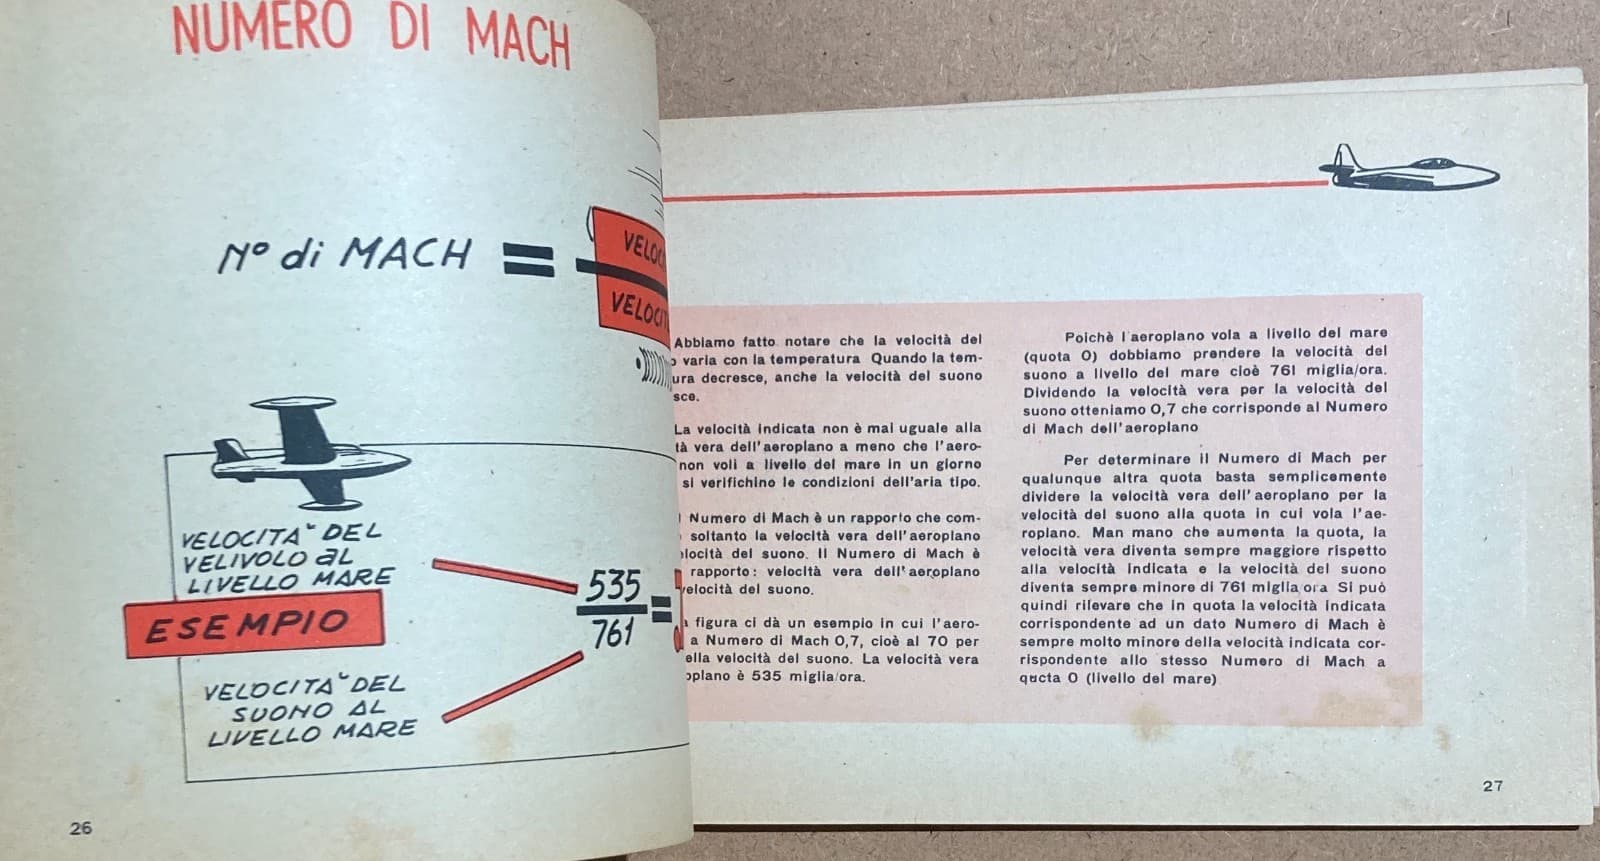 NUMERO DI MACH
Nº di MACH =
VELOCITÀ DEL
VELIVOLO al
LIVELLO MARE
ESEMPIO
535
761
=
VELOCITÀ DEL
SUONO AL
LIVELLO MARE
26
Abbiamo fatto notare che la velocità del
varia con la temperatura Quando la tem-
ura decresce, anche la velocità del suono
sce.
La velocità indicata non è mai uguale alla
tà vera dell'aeroplano a meno che l'aero-
non voli a livello del mare in un giorno
si verifichino le condizioni dell'aria tipo.
Numero di Mach è un rapporto che com-
soltanto la velocità vera dell'aeroplano
locità del suono. Il Numero di Mach è
rapporto: velocità vera dell'aeroplano
velocità del suono.
figura ci dà un esempio in cui l'aero-
a Numero di Mach 0,7, cioè al 70 per
ella velocità del suono. La velocità vera
oplano è 535 miglia/ora.
Poichè l'aeroplano vola a livello del mare
(quota 0) dobbiamo prendere la velocità del
suono a livello del mare cioè 761 miglia/ora.
Dividendo la velocità vera per la velocità del
suono otteniamo 0,7 che corrisponde al Numero
di Mach dell'aeroplano
Per determinare il Numero di Mach per
qualunque altra quota basta semplicemente
dividere la velocità vera dell'aeroplano per la
velocità del suono alla quota in cui vola l'ae-
roplano. Man mano che aumenta la quota, la
velocità vera diventa sempre maggiore rispetto
alla velocità indicata e la velocità del suono
diventa sempre minore di 761 miglia/ora Si può
quindi rilevare che in quota la velocità indicata
corrispondente ad un dato Numero di Mach è
sempre molto minore della velocità indicata cor-
rispondente allo stesso Numero di Mach a
qucta 0 (livello del mare)
27